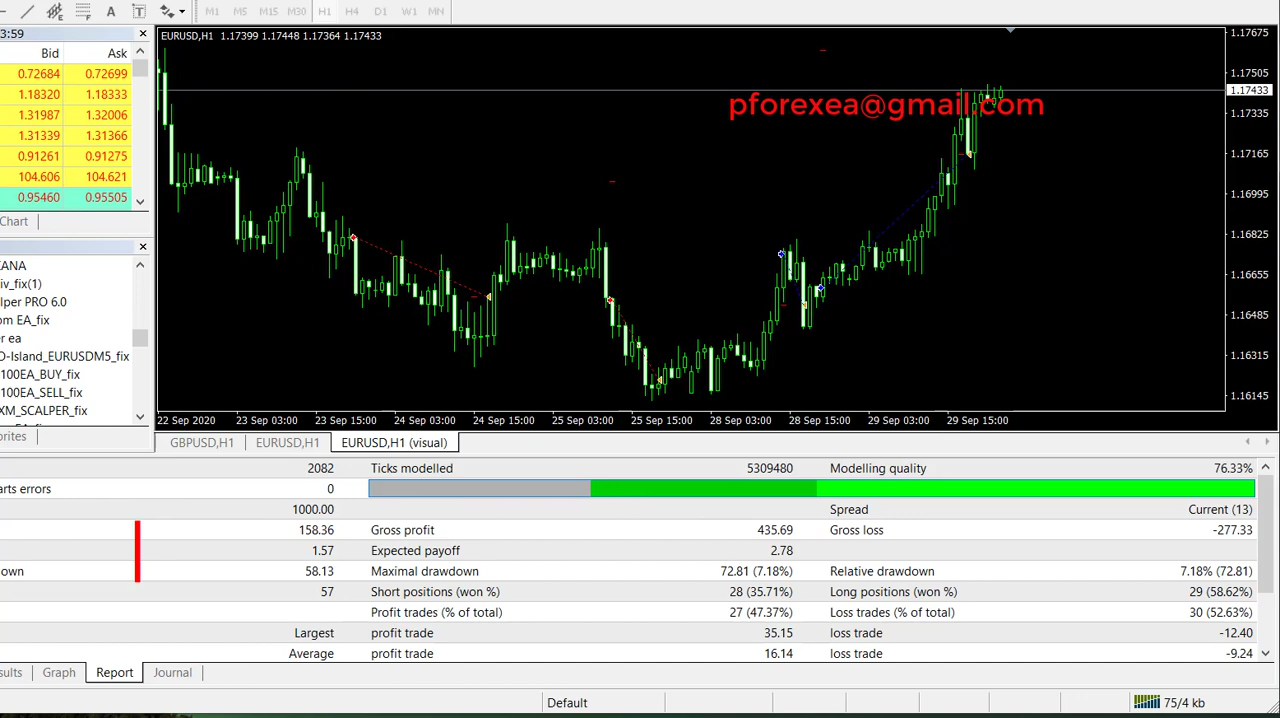 M1 M5 M15 M30 H1 H4 D1 W1 MN
3:59
Bid Ask
0.72684 0.72699
1.18320 1.18333
1.31987 1.32006
1.31339 1.31366
0.91261 0.91275
104.606 104.621
0.95460 0.95505
Chart
EURUSD,H1 1.17399 1.17448 1.17364 1.17433
pforexea@gmail.com
1.17675
1.17505
1.17433
1.17335
1.17165
1.16995
1.16825
1.16655
1.16485
1.16315
1.16145
22 Sep 2020 23 Sep 03:00 23 Sep 15:00 24 Sep 03:00 24 Sep 15:00 25 Sep 03:00 25 Sep 15:00 28 Sep 03:00 28 Sep 15:00 29 Sep 03:00 29 Sep 15:00
EANA
iv_fix(1)
lper PRO 6.0
om EA_fix
er ea
O-Island_EURUSDM5_fix
100EA_BUY_fix
100EA_SELL_fix
XM_SCALPER_fix
orites
GBPUSD,H1 EURUSD,H1 EURUSD,H1 (visual)
2082 Ticks modelled 5309480 Modelling quality 76.33%
arts errors 0
1000.00 Spread Current (13)
158.36 Gross profit 435.69 Gross loss -277.33
1.57 Expected payoff 2.78
own 58.13 Maximal drawdown 72.81 (7.18%) Relative drawdown 7.18% (72.81)
57 Short positions (won %) 28 (35.71%) Long positions (won %) 29 (58.62%)
Profit trades (% of total) 27 (47.37%) Loss trades (% of total) 30 (52.63%)
Largest profit trade 35.15 loss trade -12.40
Average profit trade 16.14 loss trade -9.24
sults Graph Report Journal
Default 75/4 kb